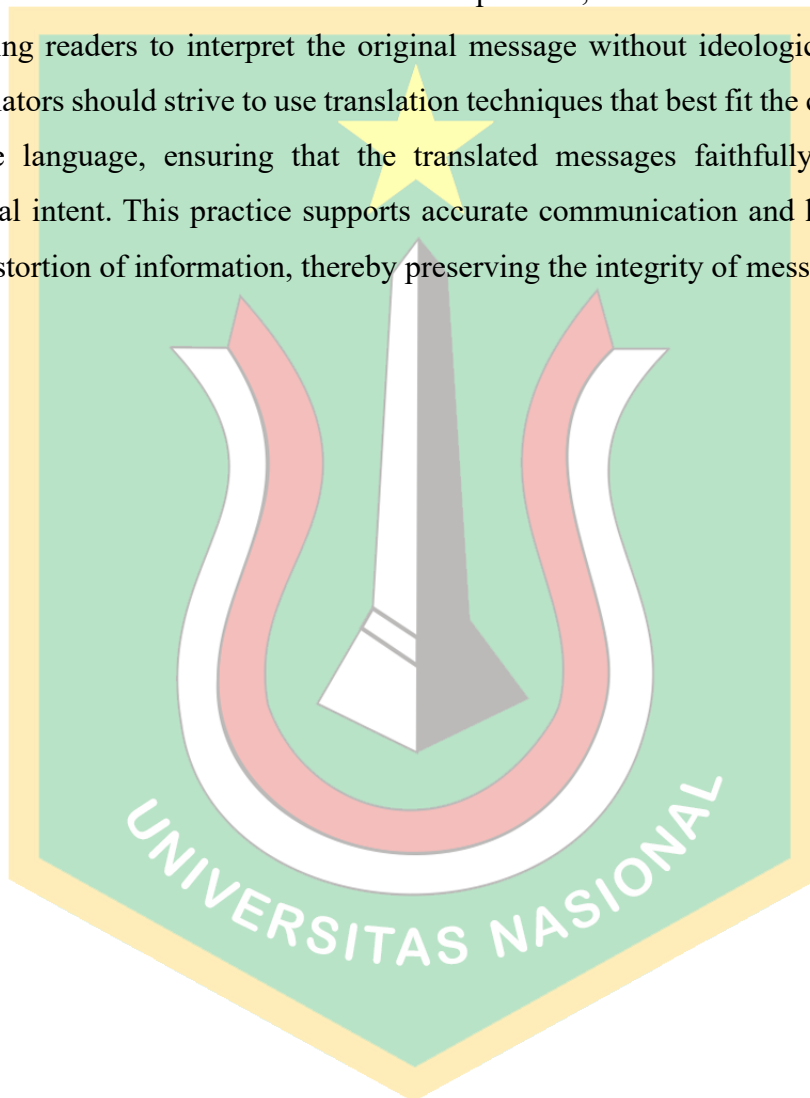 ing readers to interpret the original message without ideologic
lators should strive to use translation techniques that best fit the
e language, ensuring that the translated messages faithfully
al intent. This practice supports accurate communication and
stortion of information, thereby preserving the integrity of mess
UNIVERSITAS NASIONAL